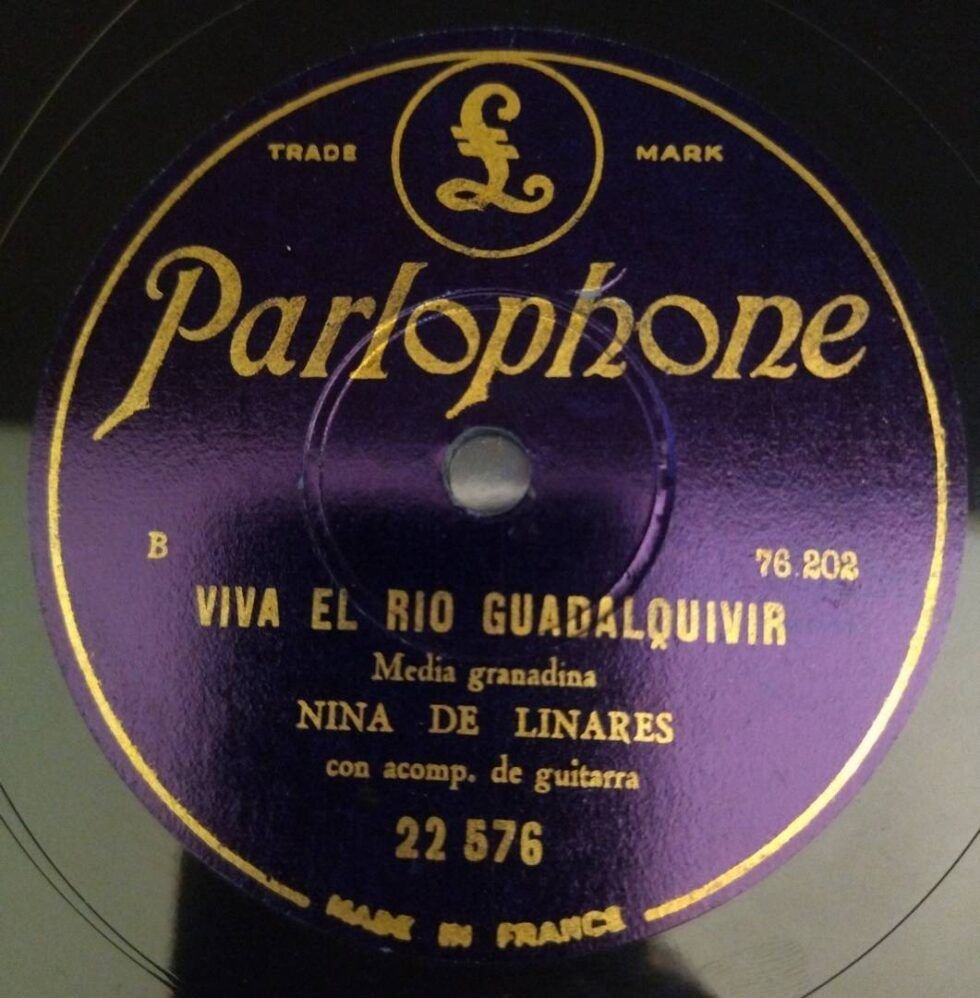 TRADE £ MARK
Parlophone
B
76.202
VIVA EL RIO GUADALQUIVIR
Media granadina
NINA DE LINARES
con acomp. de guitarra
22 576
MADE IN FRANCE